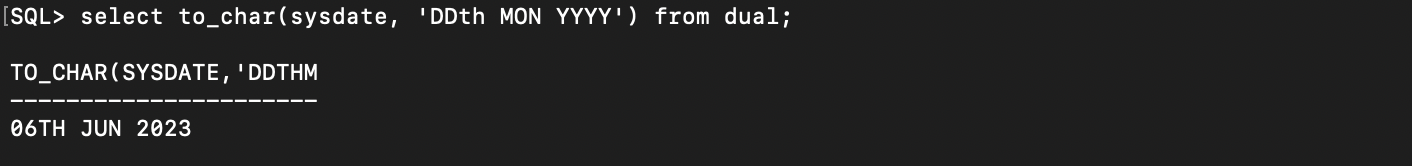 [SQL> select to_char(sysdate, 'DDth MON YYYY') from dual;
TO_CHAR(SYSDATE,'DDTHM
----------------------
06TH JUN 2023